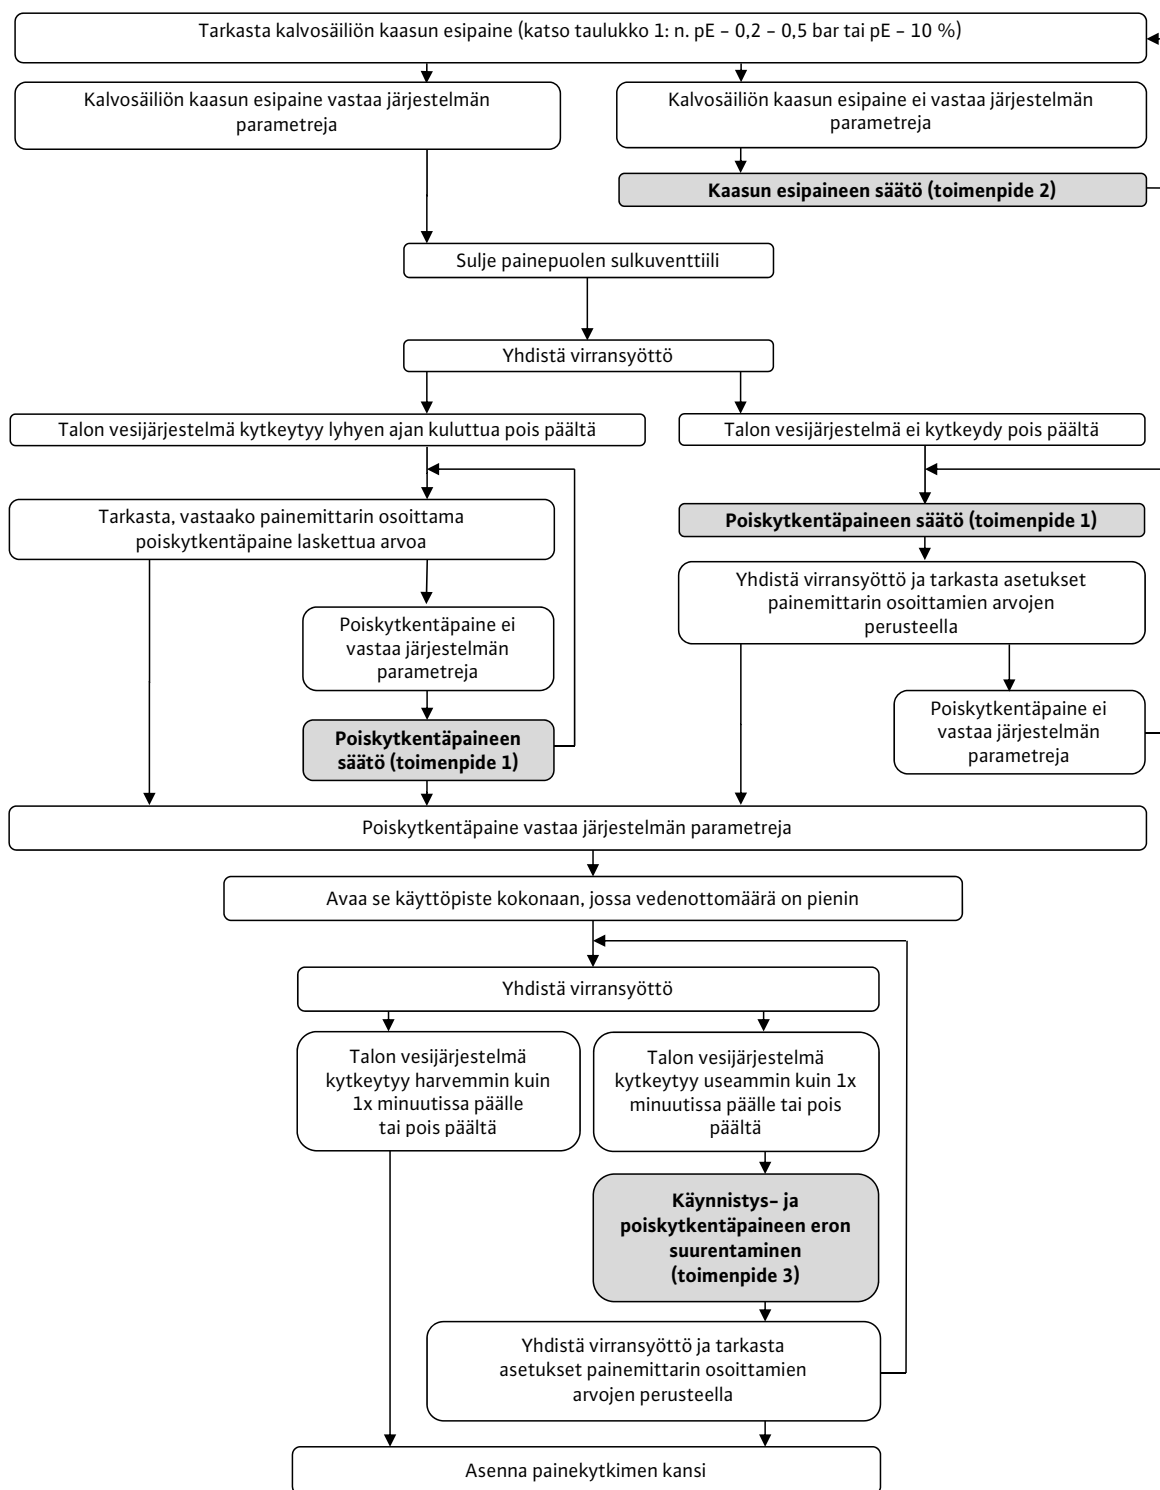 Tarkasta kalvosäiliön kaasun esipaine (katso taulukko 1: n. pE – 0,2 – 0,5 bar tai pE – 10 %)
Kalvosäiliön kaasun esipaine vastaa järjestelmän
parametreja
Kalvosäiliön kaasun esipaine ei vastaa järjestelmän
parametreja
Kaasun esipaineen säätö (toimenpide 2)
Sulje painepuolen sulkuventtiili
Yhdistä virransyöttö
Talon vesijärjestelmä kytkeytyy lyhyen ajan kuluttua pois päältä
Talon vesijärjestelmä ei kytkeydy pois päältä
Tarkasta, vastaako painemittarin osoittama
poiskytkentäpaine laskettua arvoa
Poiskytkentäpaineen säätö (toimenpide 1)
Yhdistä virransyöttö ja tarkasta asetukset
painemittarin osoittamien arvojen
perusteella
Poiskytkentäpaine ei
vastaa järjestelmän
parametreja
Poiskytkentäpaine ei
vastaa järjestelmän
parametreja
Poiskytkentäpaineen
säätö (toimenpide 1)
Poiskytkentäpaine vastaa järjestelmän parametreja
Avaa se käyttöpiste kokonaan, jossa vedenottomäärä on pienin
Yhdistä virransyöttö
Talon vesijärjestelmä
kytkeytyy harvemmin kuin
1x minuutissa päälle
tai pois päältä
Talon vesijärjestelmä
kytkeytyy useammin kuin 1x
minuutissa päälle tai pois
päältä
Käynnistys– ja
poiskytkentäpaineen eron
suurentaminen
(toimenpide 3)
Yhdistä virransyöttö ja tarkasta
asetukset painemittarin osoittamien
arvojen perusteella
Asenna painekytkimen kansi